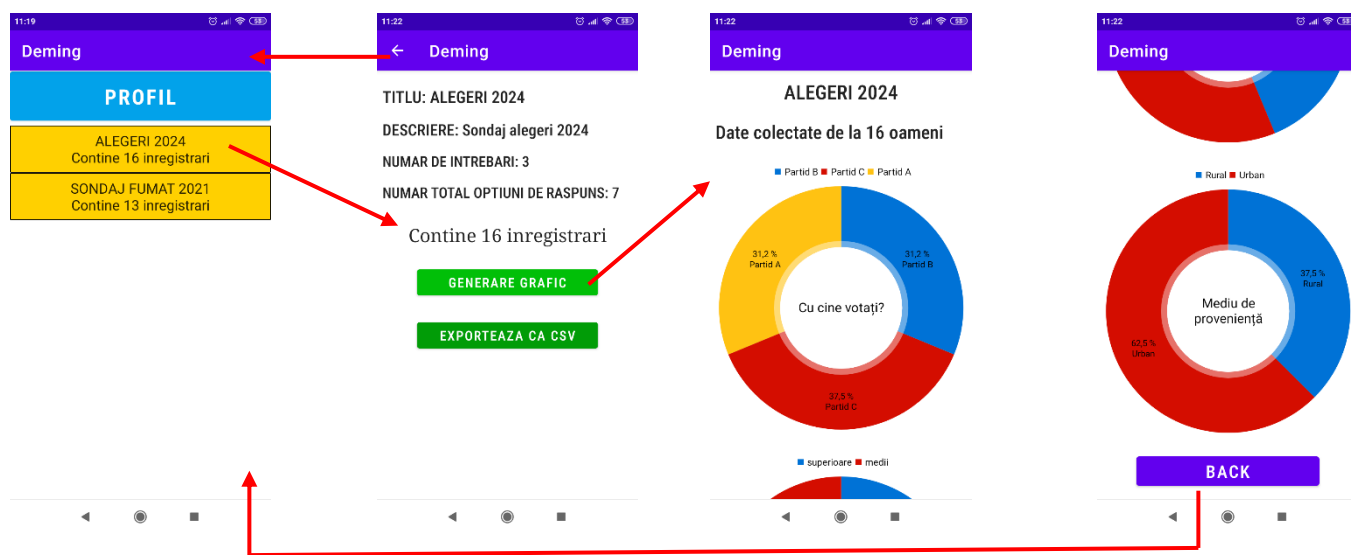 11:19
58
Deming
PROFIL
ALEGERI 2024
Contine 16 inregistrari
SONDAJ FUMAT 2021
Contine 13 inregistrari
11:22
58
Deming
TITLU: ALEGERI 2024
DESCRIERE: Sondaj alegeri 2024
NUMAR DE INTREBARI: 3
NUMAR TOTAL OPTIUNI DE RASPUNS: 7
Contine 16 inregistrari
GENERARE GRAFIC
EXPORTEAZA CA CSV
11:22
58
Deming
ALEGERI 2024
Date colectate de la 16 oameni
Partid B Partid C Partid A
31,2 %
Partid A
31,2 %
Partid B
Cu cine votați?
37,5 %
Partid C
superioare medii
11:22
Deming
Rural Urban
37,5 %
Rural
Mediu de
proveniență
62,5 %
Urban
BACK